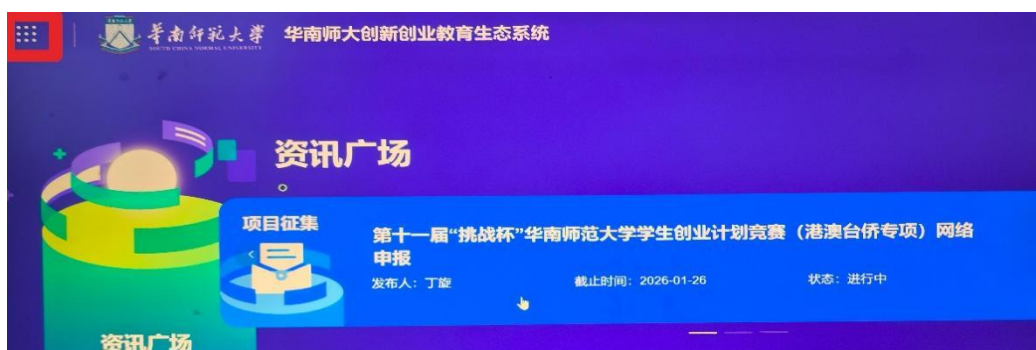 华南师范大学
SOUTH CHINA NORMAL UNIVERSITY
华南师大创新创业教育生态系统
资讯广场
项目征集
第十一届“挑战杯”华南师范大学学生创业计划竞赛（港澳台侨专项）网络
申报
发布人：丁旋
截止时间：2026-01-26
状态：进行中
资讯广场